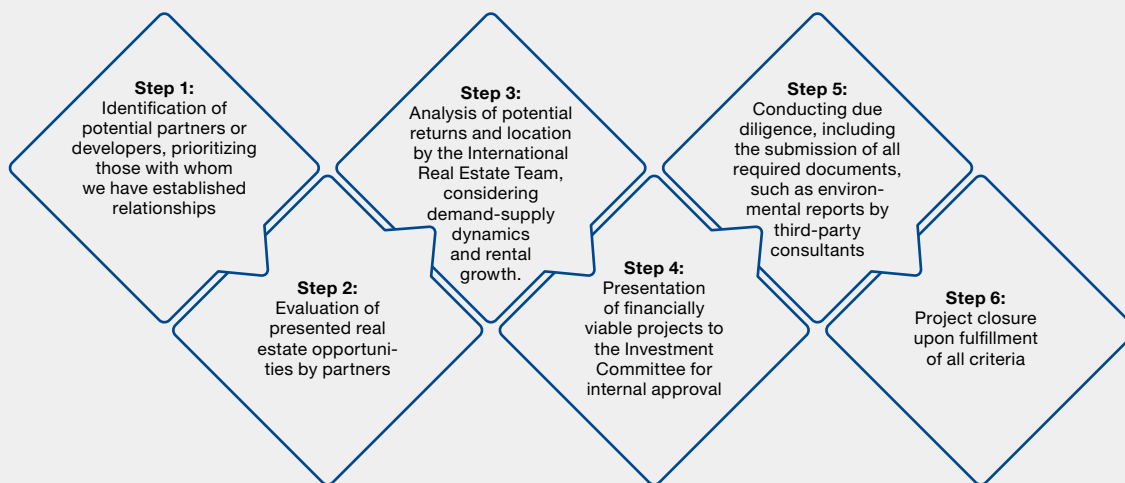 Step 1:
Identification of
potential partners or
developers, prioritizing
those with whom
we have established
relationships
Step 2:
Evaluation of
presented real
estate opportuni-
ties by partners
Step 3:
Analysis of potential
returns and location
by the International
Real Estate Team,
considering
demand-supply
dynamics
and rental
growth.
Step 4:
Presentation
of financially
viable projects to
the Investment
Committee for
internal approval
Step 5:
Conducting due
diligence, including
the submission of all
required documents,
such as environ-
mental reports by
third-party
consultants
Step 6:
Project closure
upon fulfillment
of all criteria